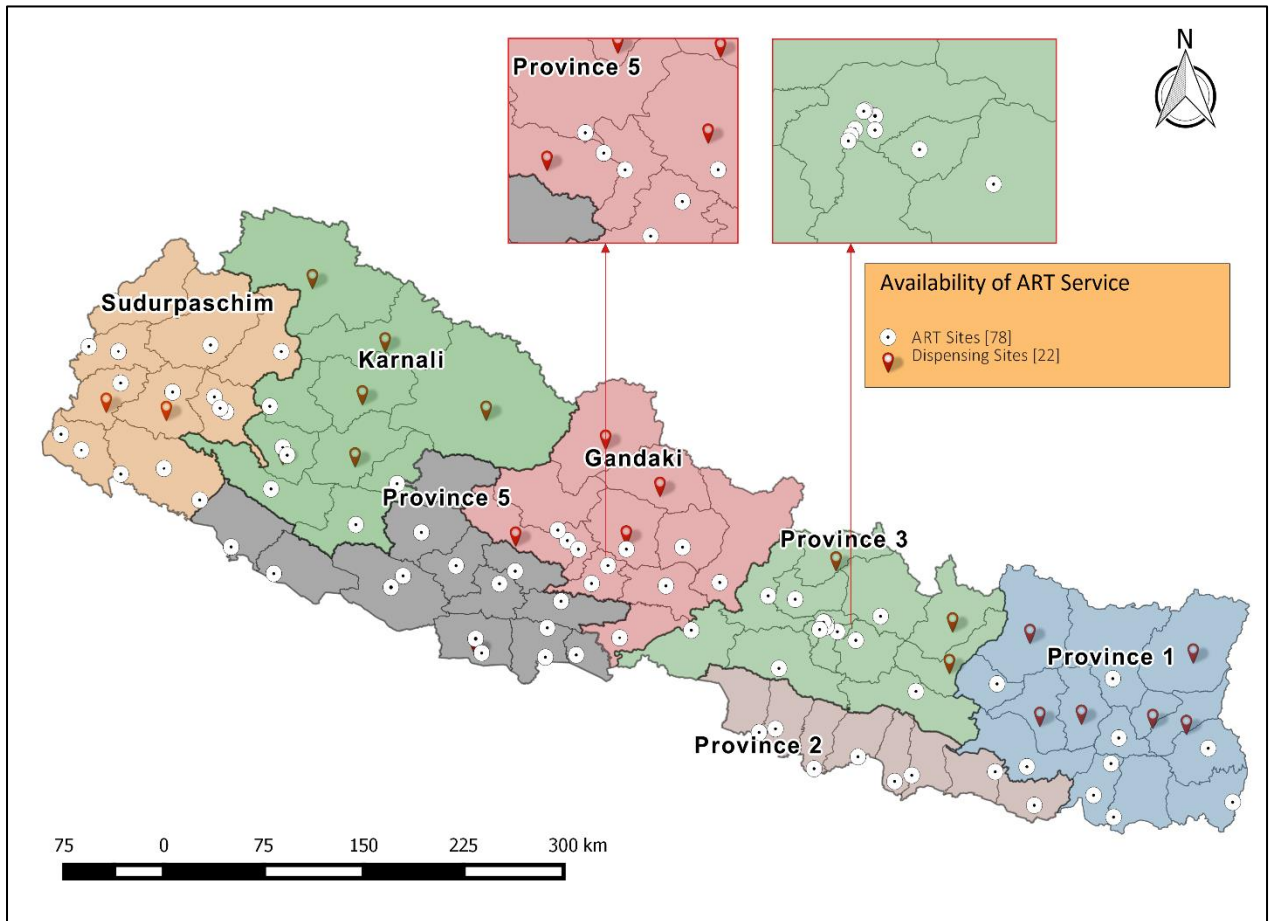 Province 5
N
Availability of ART Service
ART Sites [78]
Dispensing Sites [22]
Sudurpaschim
Karnali
Gandaki
Province 5
Province 3
Province 1
Province 2
75 0 75 150 225 300 km